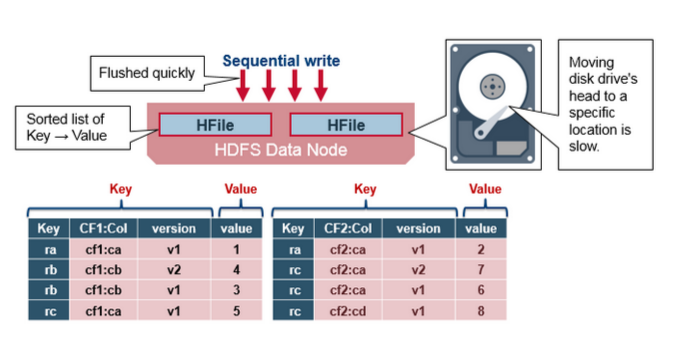 Sequential write
Flushed quickly
Sorted list of
Key → Value
HFile
HFile
HDFS Data Node
Moving
disk drive's
head to a
specific
location is
slow.
Key Value Key Value
Key CF1:Col version value
ra cf1:ca v1 1
rb cf1:cb v2 4
rb cf1:cb v1 3
rc cf1:ca v1 5
Key CF2:Col version value
ra cf2:ca v1 2
rc cf2:ca v2 7
rc cf2:ca v1 6
rc cf2:cd v1 8